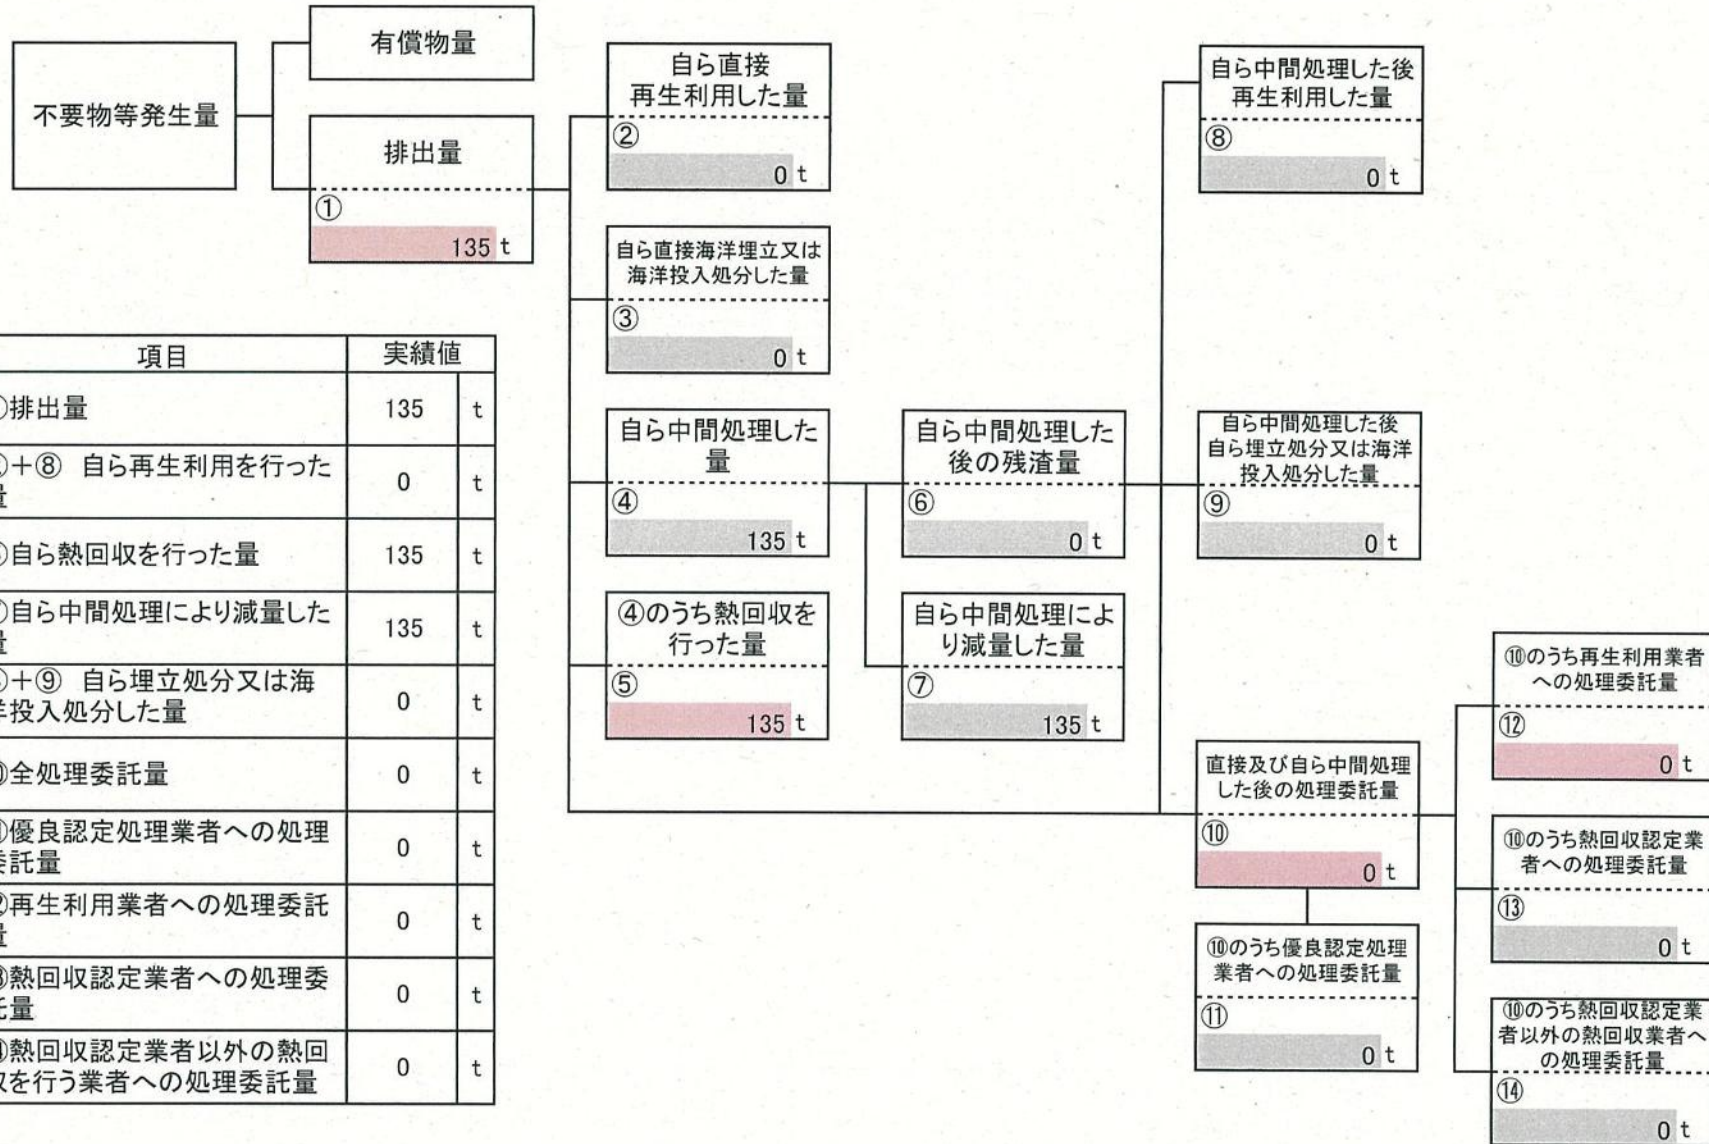 不要物等発生量
有償物量
排出量
①
135 t
自ら直接
再生利用した量
②
0 t
自ら直接海洋埋立又は
海洋投入処分した量
③
0 t
自ら中間処理した
量
④
135 t
④のうち熱回収を
行った量
⑤
135 t
自ら中間処理した
後の残渣量
⑥
0 t
自ら中間処理によ
り減量した量
⑦
135 t
自ら中間処理した後
再生利用した量
⑧
0 t
自ら中間処理した後
自ら埋立処分又は海洋
投入処分した量
⑨
0 t
直接及び自ら中間処理
した後の処理委託量
⑩
0 t
⑩のうち優良認定処理
業者への処理委託量
⑪
0 t
⑩のうち再生利用業者
への処理委託量
⑫
0 t
⑩のうち熱回収認定業
者への処理委託量
⑬
0 t
⑩のうち熱回収認定業
者以外の熱回収業者へ
の処理委託量
⑭
0 t
項目 実績値
排出量 135 t
+⑧ 自ら再生利用を行った
量 0 t
自ら熱回収を行った量 135 t
自ら中間処理により減量した
量 135 t
+⑨ 自ら埋立処分又は海
洋投入処分した量 0 t
全処理委託量 0 t
優良認定処理業者への処理
委託量 0 t
再生利用業者への処理委託
量 0 t
熱回収認定業者への処理委
託量 0 t
熱回収認定業者以外の熱回
収を行う業者への処理委託量 0 t